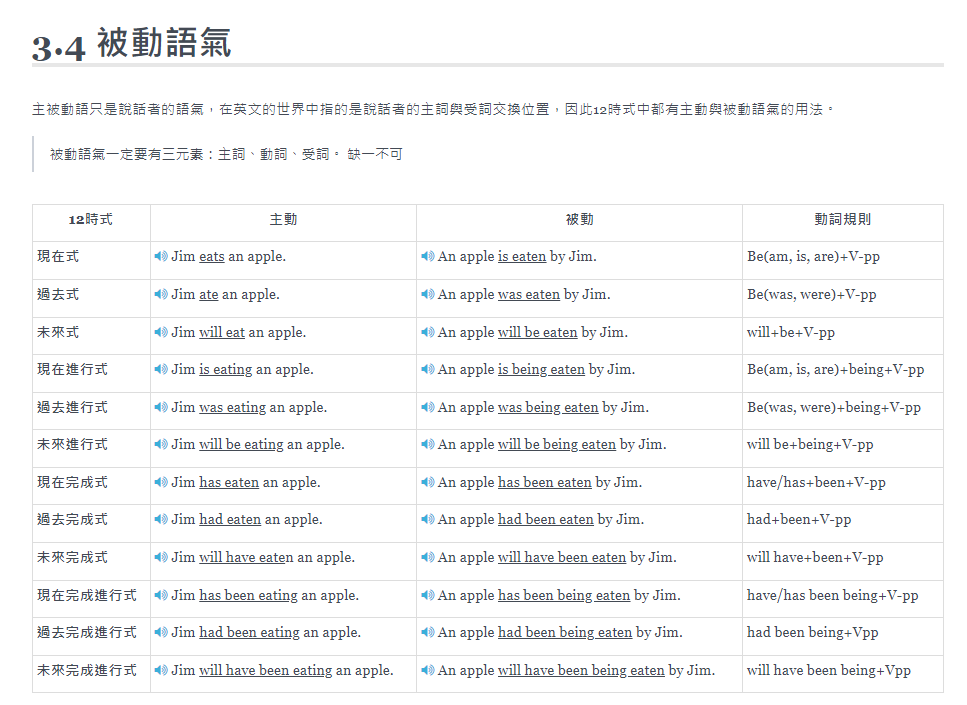 3.4 被動語氣
主被動語只是說話者的語氣，在英文的世界中指的是說話者的主詞與受詞交換位置，因此12時式中都有主動與被動語氣的用法。
被動語氣一定要有三元素：主詞、動詞、受詞。 缺一不可
12時式 主動 被動 動詞規則
現在式 Jim eats an apple. An apple is eaten by Jim. Be(am, is, are)+V-pp
過去式 Jim ate an apple. An apple was eaten by Jim. Be(was, were)+V-pp
未來式 Jim will eat an apple. An apple will be eaten by Jim. will+be+V-pp
現在進行式 Jim is eating an apple. An apple is being eaten by Jim. Be(am, is, are)+being+V-pp
過去進行式 Jim was eating an apple. An apple was being eaten by Jim. Be(was, were)+being+V-pp
未來進行式 Jim will be eating an apple. An apple will be being eaten by Jim. will be+being+V-pp
現在完成式 Jim has eaten an apple. An apple has been eaten by Jim. have/has+been+V-pp
過去完成式 Jim had eaten an apple. An apple had been eaten by Jim. had+been+V-pp
未來完成式 Jim will have eaten an apple. An apple will have been eaten by Jim. will have+been+V-pp
現在完成進行式 Jim has been eating an apple. An apple has been being eaten by Jim. have/has been being+V-pp
過去完成進行式 Jim had been eating an apple. An apple had been being eaten by Jim. had been being+Vpp
未來完成進行式 Jim will have been eating an apple. An apple will have been being eaten by Jim. will have been being+Vpp